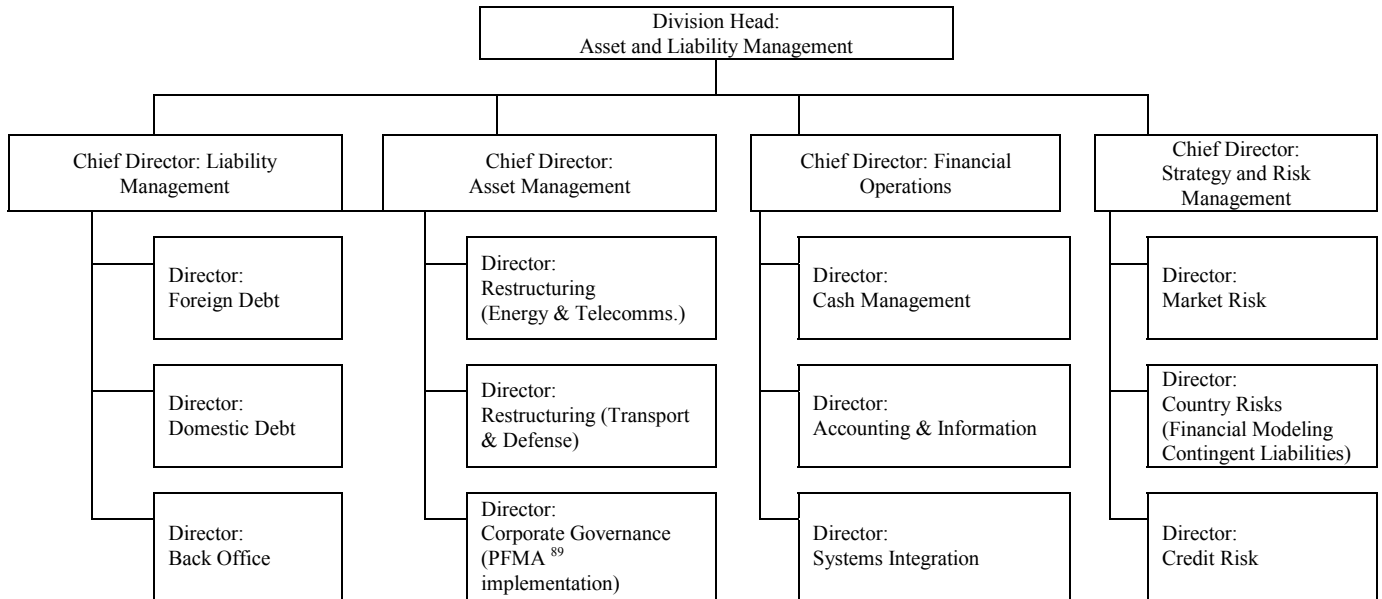 Division Head:
Asset and Liability Management
Chief Director: Liability
Management
Chief Director:
Asset Management
Chief Director: Financial
Operations
Chief Director:
Strategy and Risk
Management
Director:
Foreign Debt
Director:
Restructuring
(Energy & Telecomms.)
Director:
Cash Management
Director:
Market Risk
Director:
Domestic Debt
Director:
Restructuring (Transport
& Defense)
Director:
Accounting & Information
Director:
Country Risks
(Financial Modeling
Contingent Liabilities)
Director:
Back Office
Director:
Corporate Governance
(PFMA 89
implementation)
Director:
Systems Integration
Director:
Credit Risk